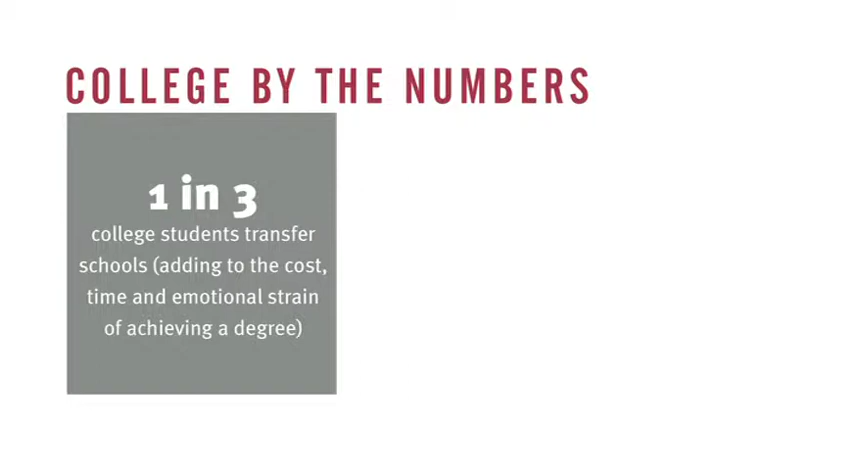 COLLEGE BY THE NUMBERS
1 in 3
college students transfer
schools (adding to the cost,
time and emotional strain
of achieving a degree)